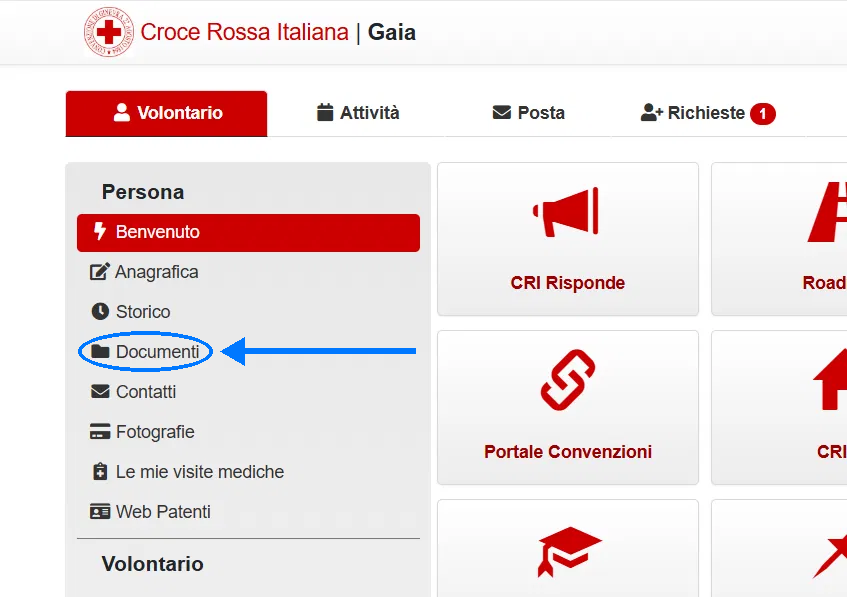 Croce Rossa Italiana | Gaia
Volontario
Attività
Posta
Richieste 1
Persona
Benvenuto
Anagrafica
Storico
Documenti
Contatti
Fotografie
Le mie visite mediche
Web Patenti
Volontario
CRI Risponde
Road
Portale Convenzioni
CRI